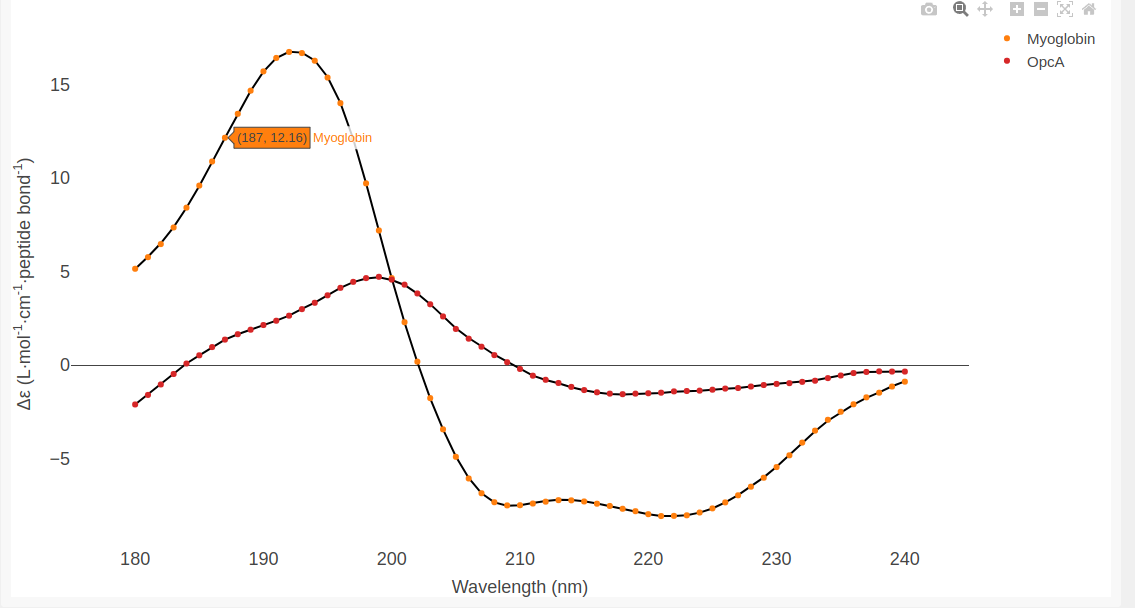 Myoglobin
OpcA
15
(187, 12.16) Myoglobin
10
5
0
−5
Δε (L·mol⁻¹·cm⁻¹·peptide bond⁻¹)
180 190 200 210 220 230 240
Wavelength (nm)